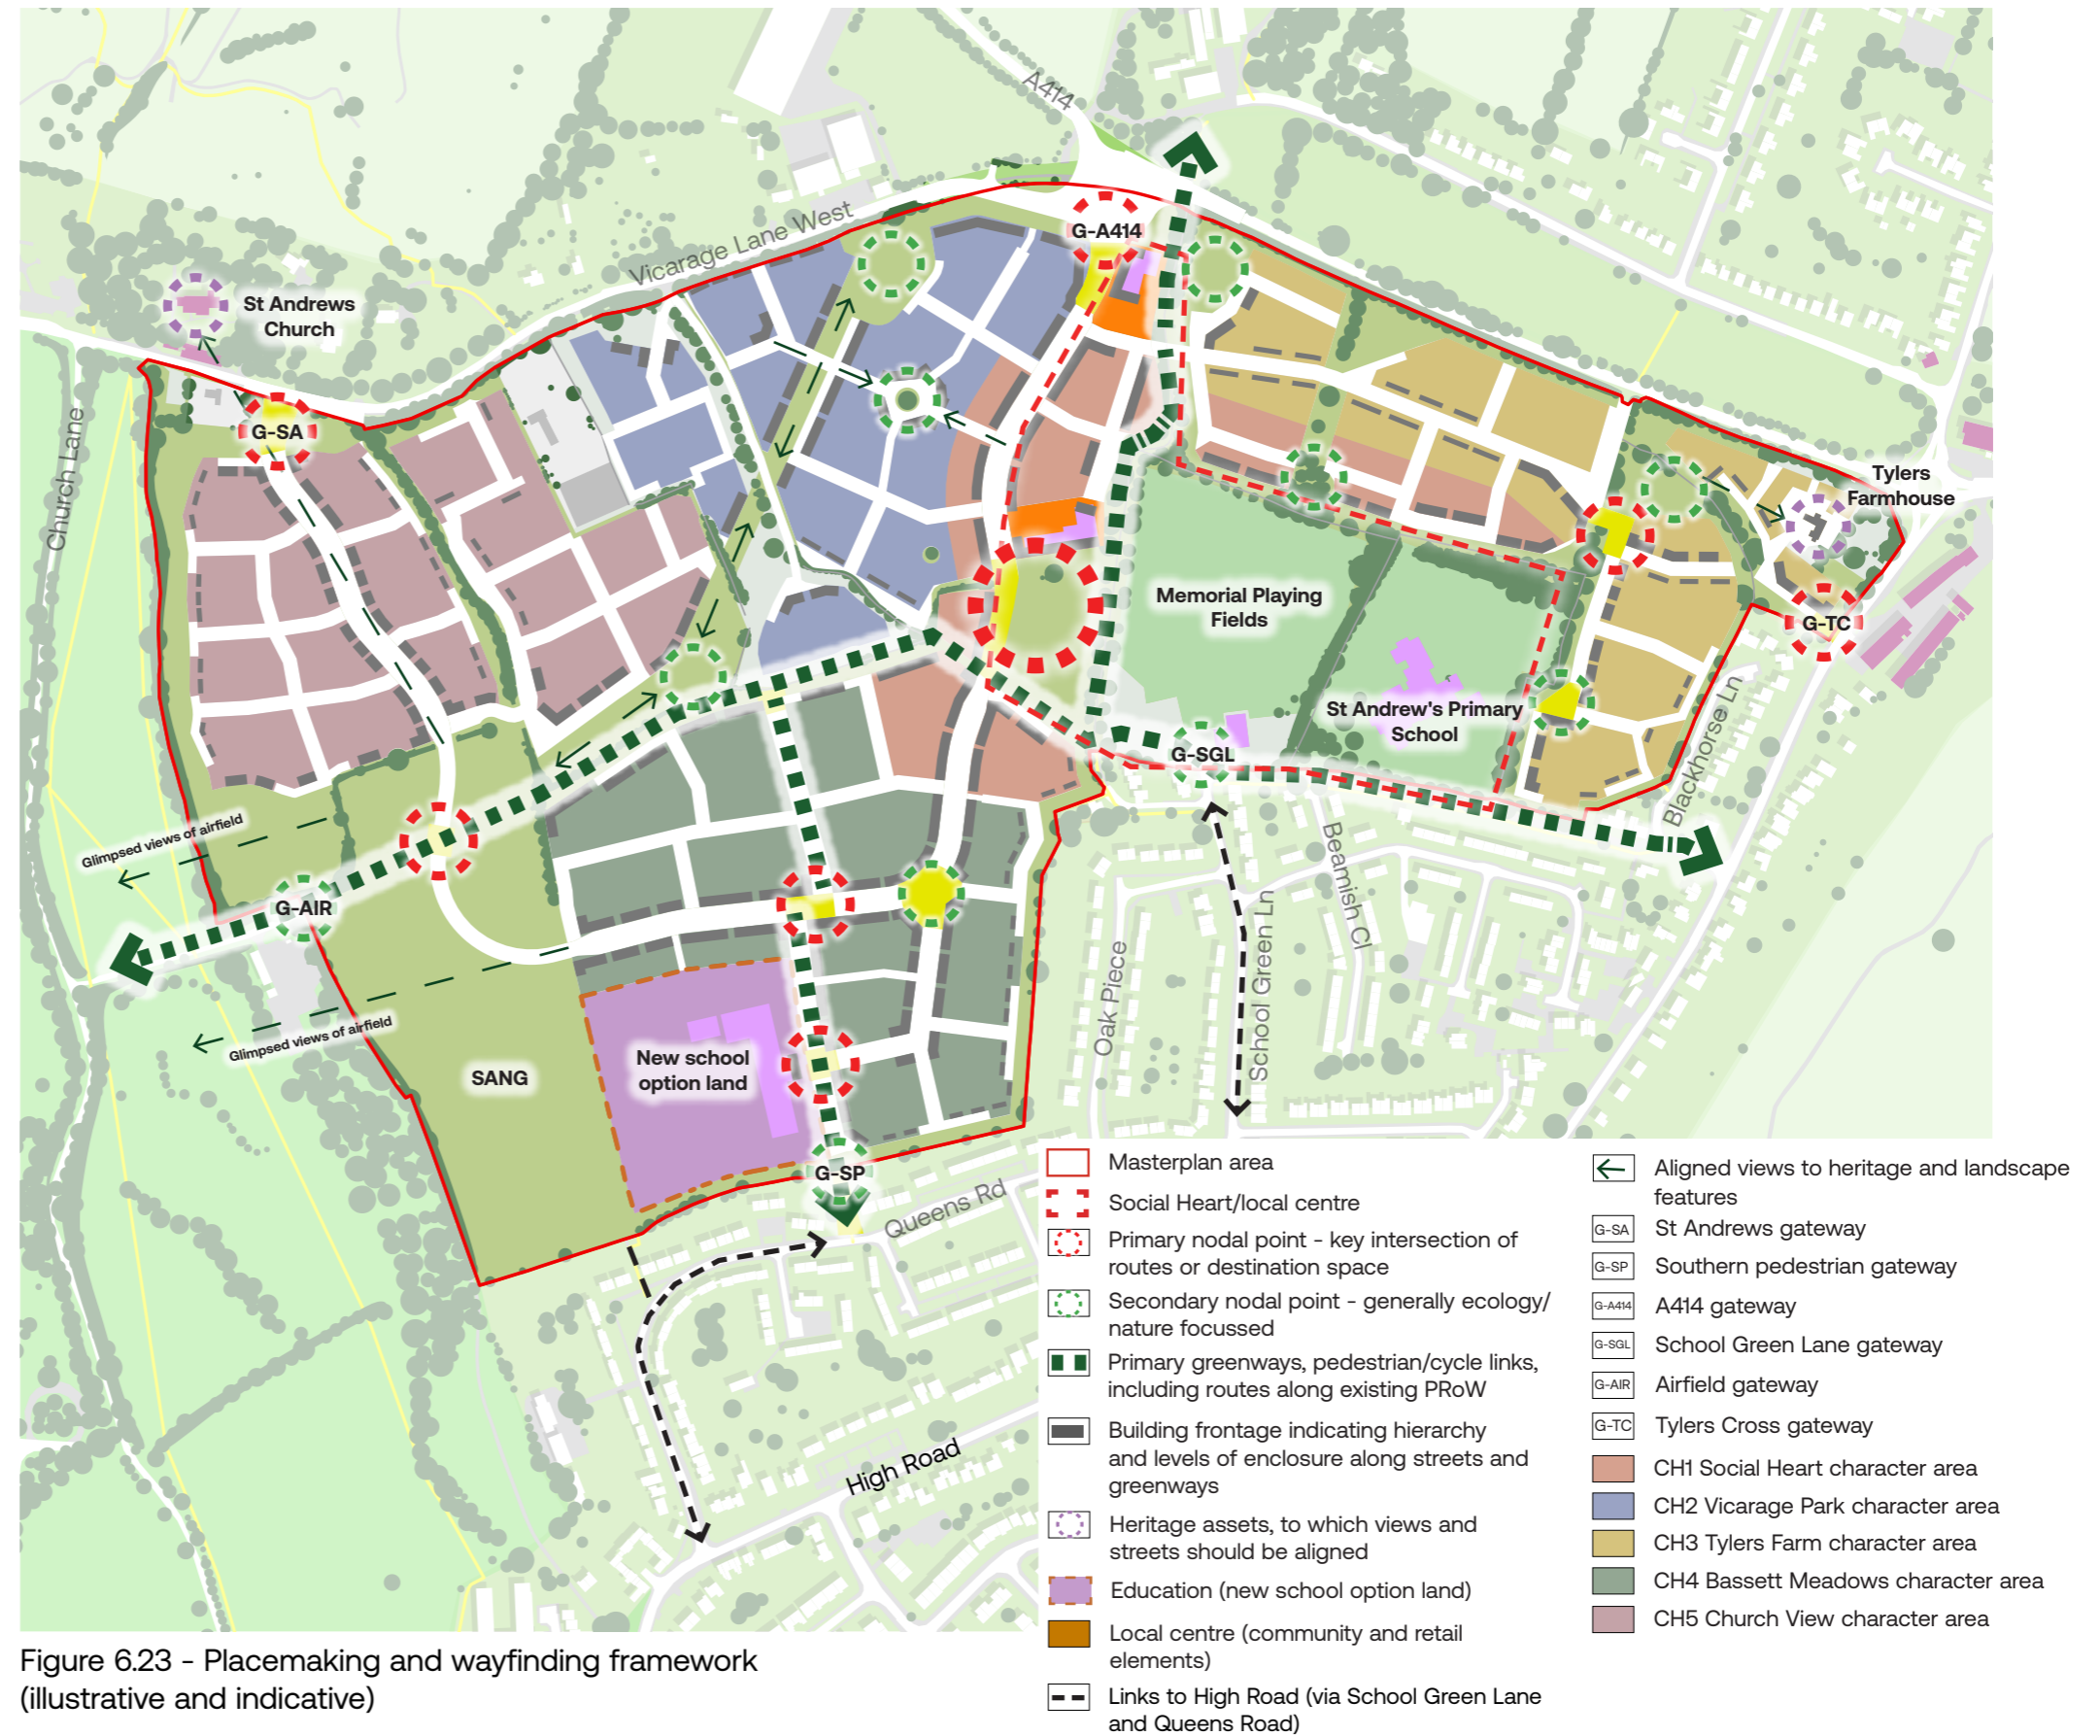 A414
Vicarage Lane West
G-A414
St Andrews
Church
Church Lane
G-SA
Tylers
Farmhouse
Memorial Playing
Fields
G-TC
St Andrew's Primary
School
G-SGL
Blackhorse Ln
Glimpsed views of airfield
G-AIR
Beamish Cl
School Green Ln
Oak Piece
Glimpsed views of airfield
SANG
New school
option land
G-SP
Queens Rd
High Road
Masterplan area
Social Heart/local centre
Primary nodal point - key intersection of
routes or destination space
Secondary nodal point - generally ecology/
nature focussed
Primary greenways, pedestrian/cycle links,
including routes along existing PRoW
Building frontage indicating hierarchy
and levels of enclosure along streets and
greenways
Heritage assets, to which views and
streets should be aligned
Education (new school option land)
Local centre (community and retail
elements)
Links to High Road (via School Green Lane
and Queens Road)
Aligned views to heritage and landscape
features
G-SA St Andrews gateway
G-SP Southern pedestrian gateway
G-A414 A414 gateway
G-SGL School Green Lane gateway
G-AIR Airfield gateway
G-TC Tylers Cross gateway
CH1 Social Heart character area
CH2 Vicarage Park character area
CH3 Tylers Farm character area
CH4 Bassett Meadows character area
CH5 Church View character area
Figure 6.23 - Placemaking and wayfinding framework
(illustrative and indicative)